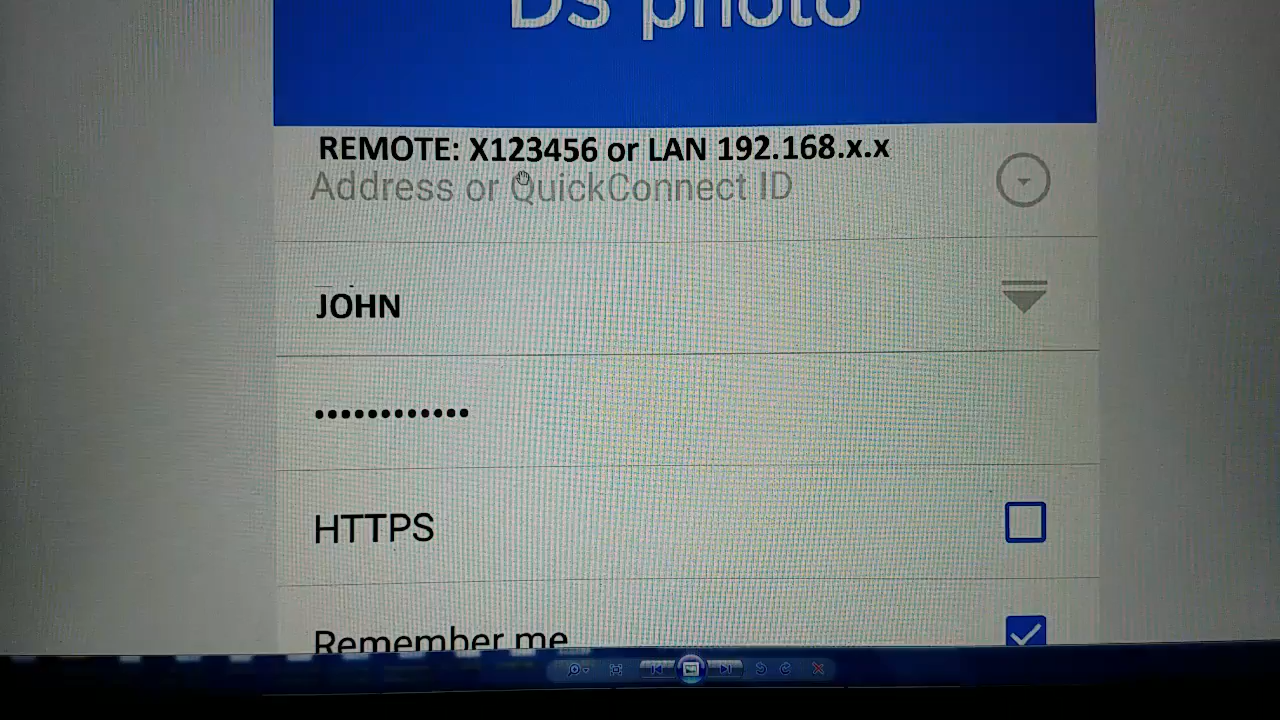 DS photo
REMOTE: X123456 or LAN 192.168.x.x
Address or QuickConnect ID
JOHN
••••••••••••
HTTPS
Remember me